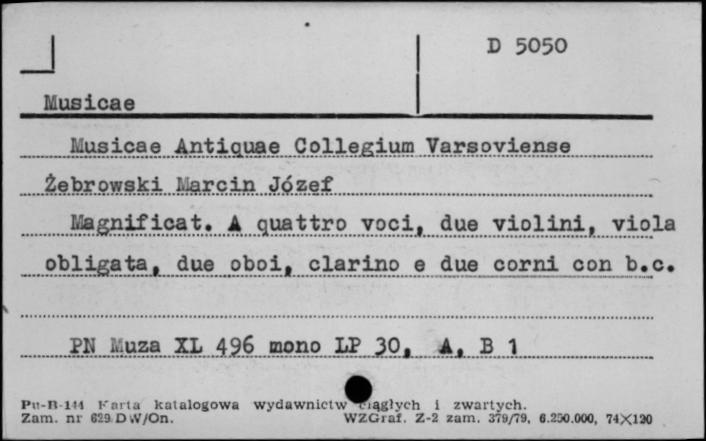 D 5050
Musicae
Musicae Antiquae Collegium Varsoviense
Żebrowski Marcin Józef
Magnificat. A quattro voci, due violini, viola
obligata, due oboi, clarino e due corni con b.c.
PN Muza XL 496 mono LP 30, A, B 1
Pu-B-144 Karta katalogowa wydawnictw ciągłych i zwartych.
Zam. nr 629/DW/On. WZGraf. Z-2 zam. 379/79, 6.250.000, 74×120